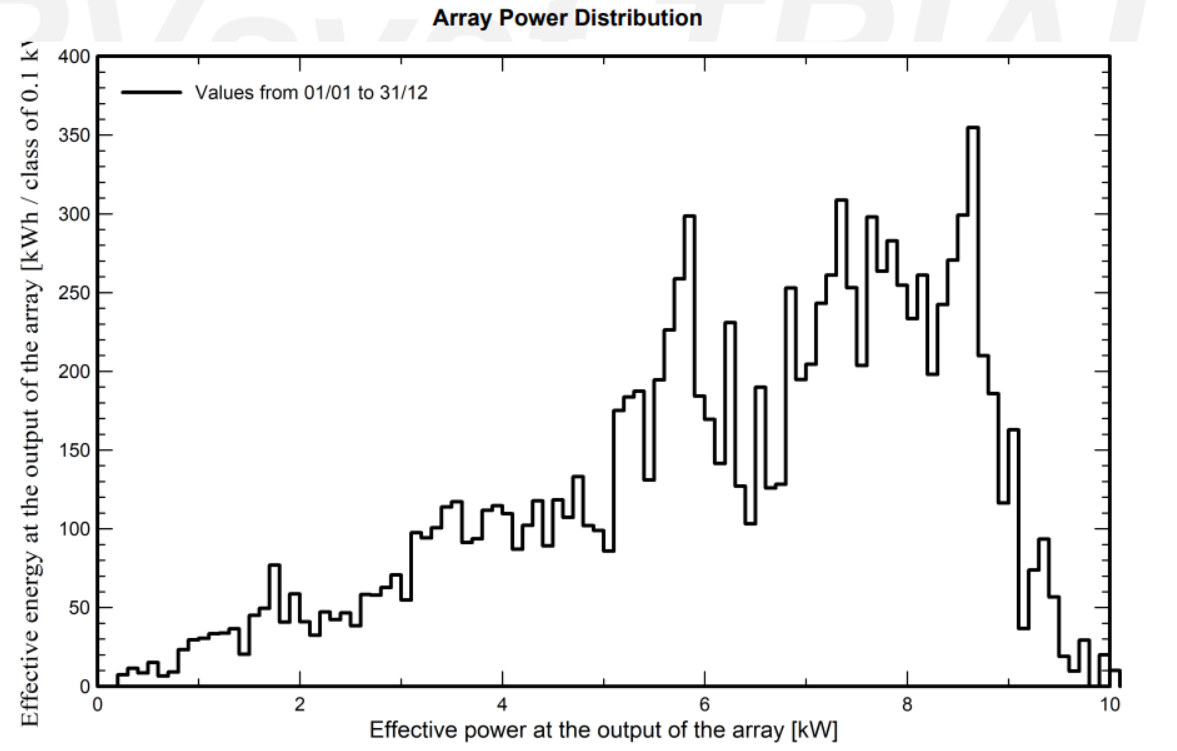 Array Power Distribution
Effective energy at the output of the array [kWh / class of 0.1
400
350
300
250
200
150
100
50
0
Values from 01/01 to 31/12
0 2 4 6 8 10
Effective power at the output of the array [kW]